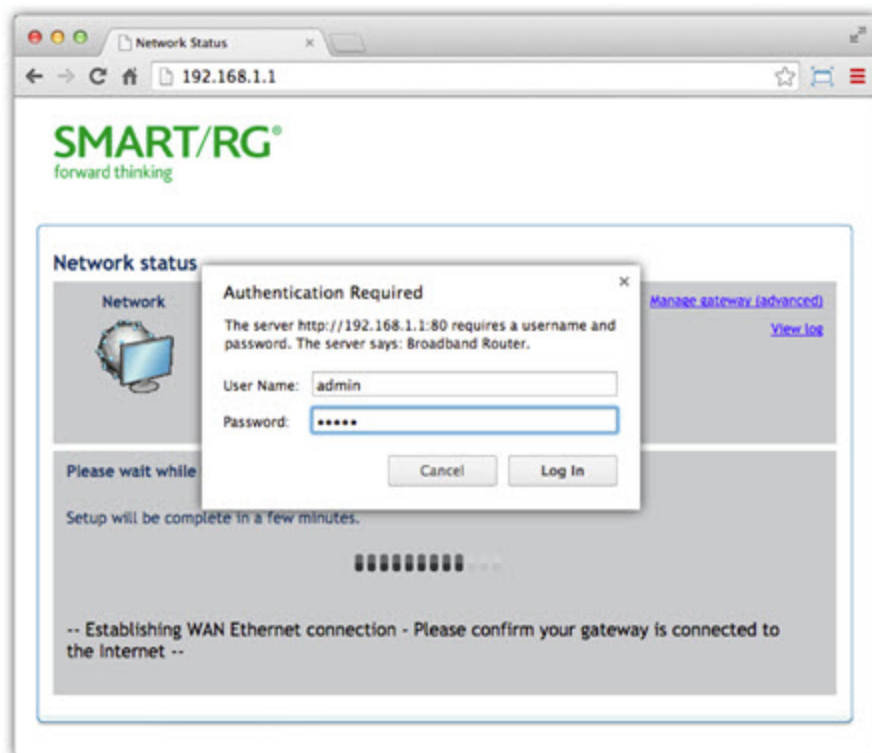 Network Status
192.168.1.1
SMART/RG®
forward thinking
Network status
Network
Manage gateway (advanced)
View log
Authentication Required
The server http://192.168.1.1:80 requires a username and
password. The server says: Broadband Router.
User Name: admin
Password: •••••
Cancel
Log In
Please wait while
Setup will be complete in a few minutes.
-- Establishing WAN Ethernet connection - Please confirm your gateway is connected to
the Internet --